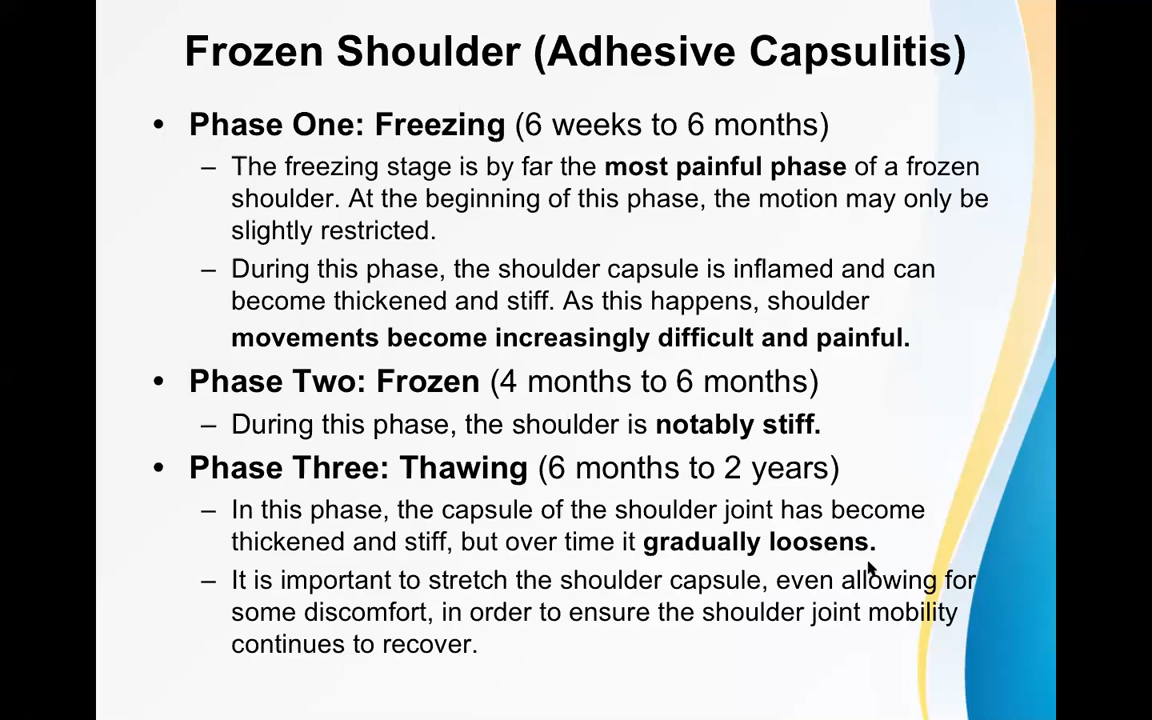 Frozen Shoulder (Adhesive Capsulitis)
• Phase One: Freezing (6 weeks to 6 months)
– The freezing stage is by far the most painful phase of a frozen
shoulder. At the beginning of this phase, the motion may only be
slightly restricted.
– During this phase, the shoulder capsule is inflamed and can
become thickened and stiff. As this happens, shoulder
movements become increasingly difficult and painful.
• Phase Two: Frozen (4 months to 6 months)
– During this phase, the shoulder is notably stiff.
• Phase Three: Thawing (6 months to 2 years)
– In this phase, the capsule of the shoulder joint has become
thickened and stiff, but over time it gradually loosens.
– It is important to stretch the shoulder capsule, even allowing for
some discomfort, in order to ensure the shoulder joint mobility
continues to recover.